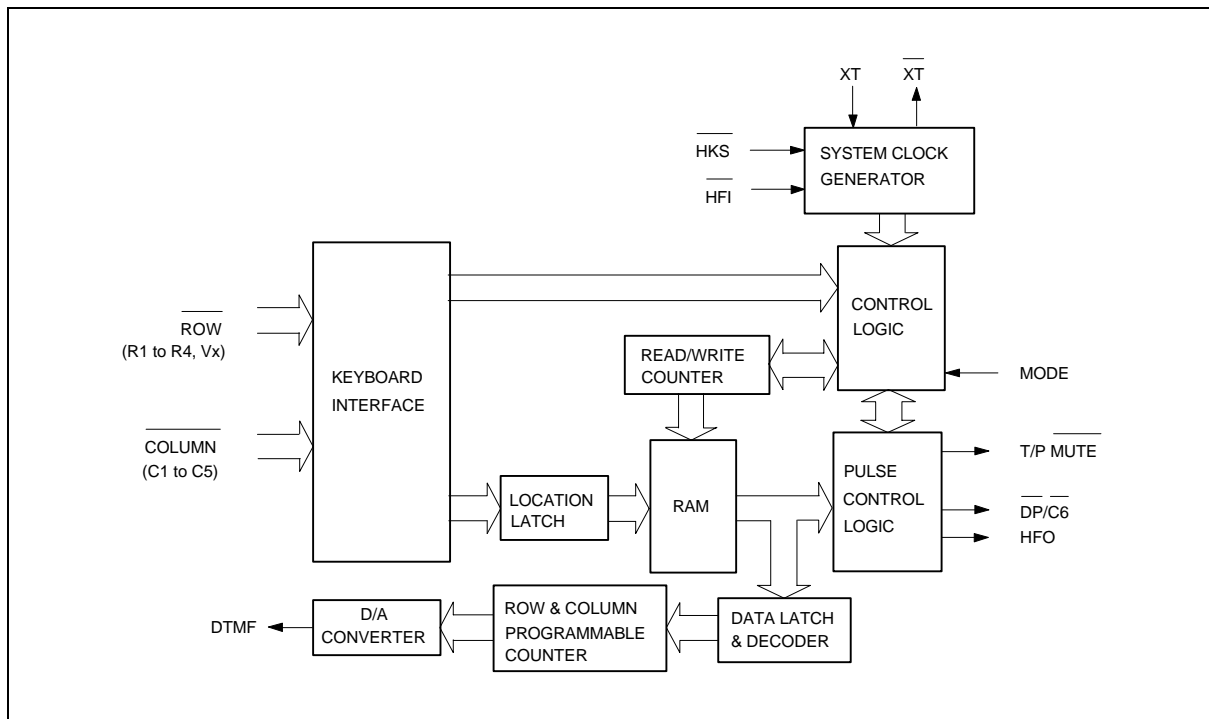 XT
XT
HKS
SYSTEM CLOCK
GENERATOR
HFI
KEYBOARD
INTERFACE
ROW
(R1 to R4, Vx)
COLUMN
(C1 to C5)
CONTROL
LOGIC
READ/WRITE
COUNTER
MODE
LOCATION
LATCH
RAM
PULSE
CONTROL
LOGIC
T/P MUTE
DP/C6
HFO
DTMF
D/A
CONVERTER
ROW & COLUMN
PROGRAMMABLE
COUNTER
DATA LATCH
& DECODER